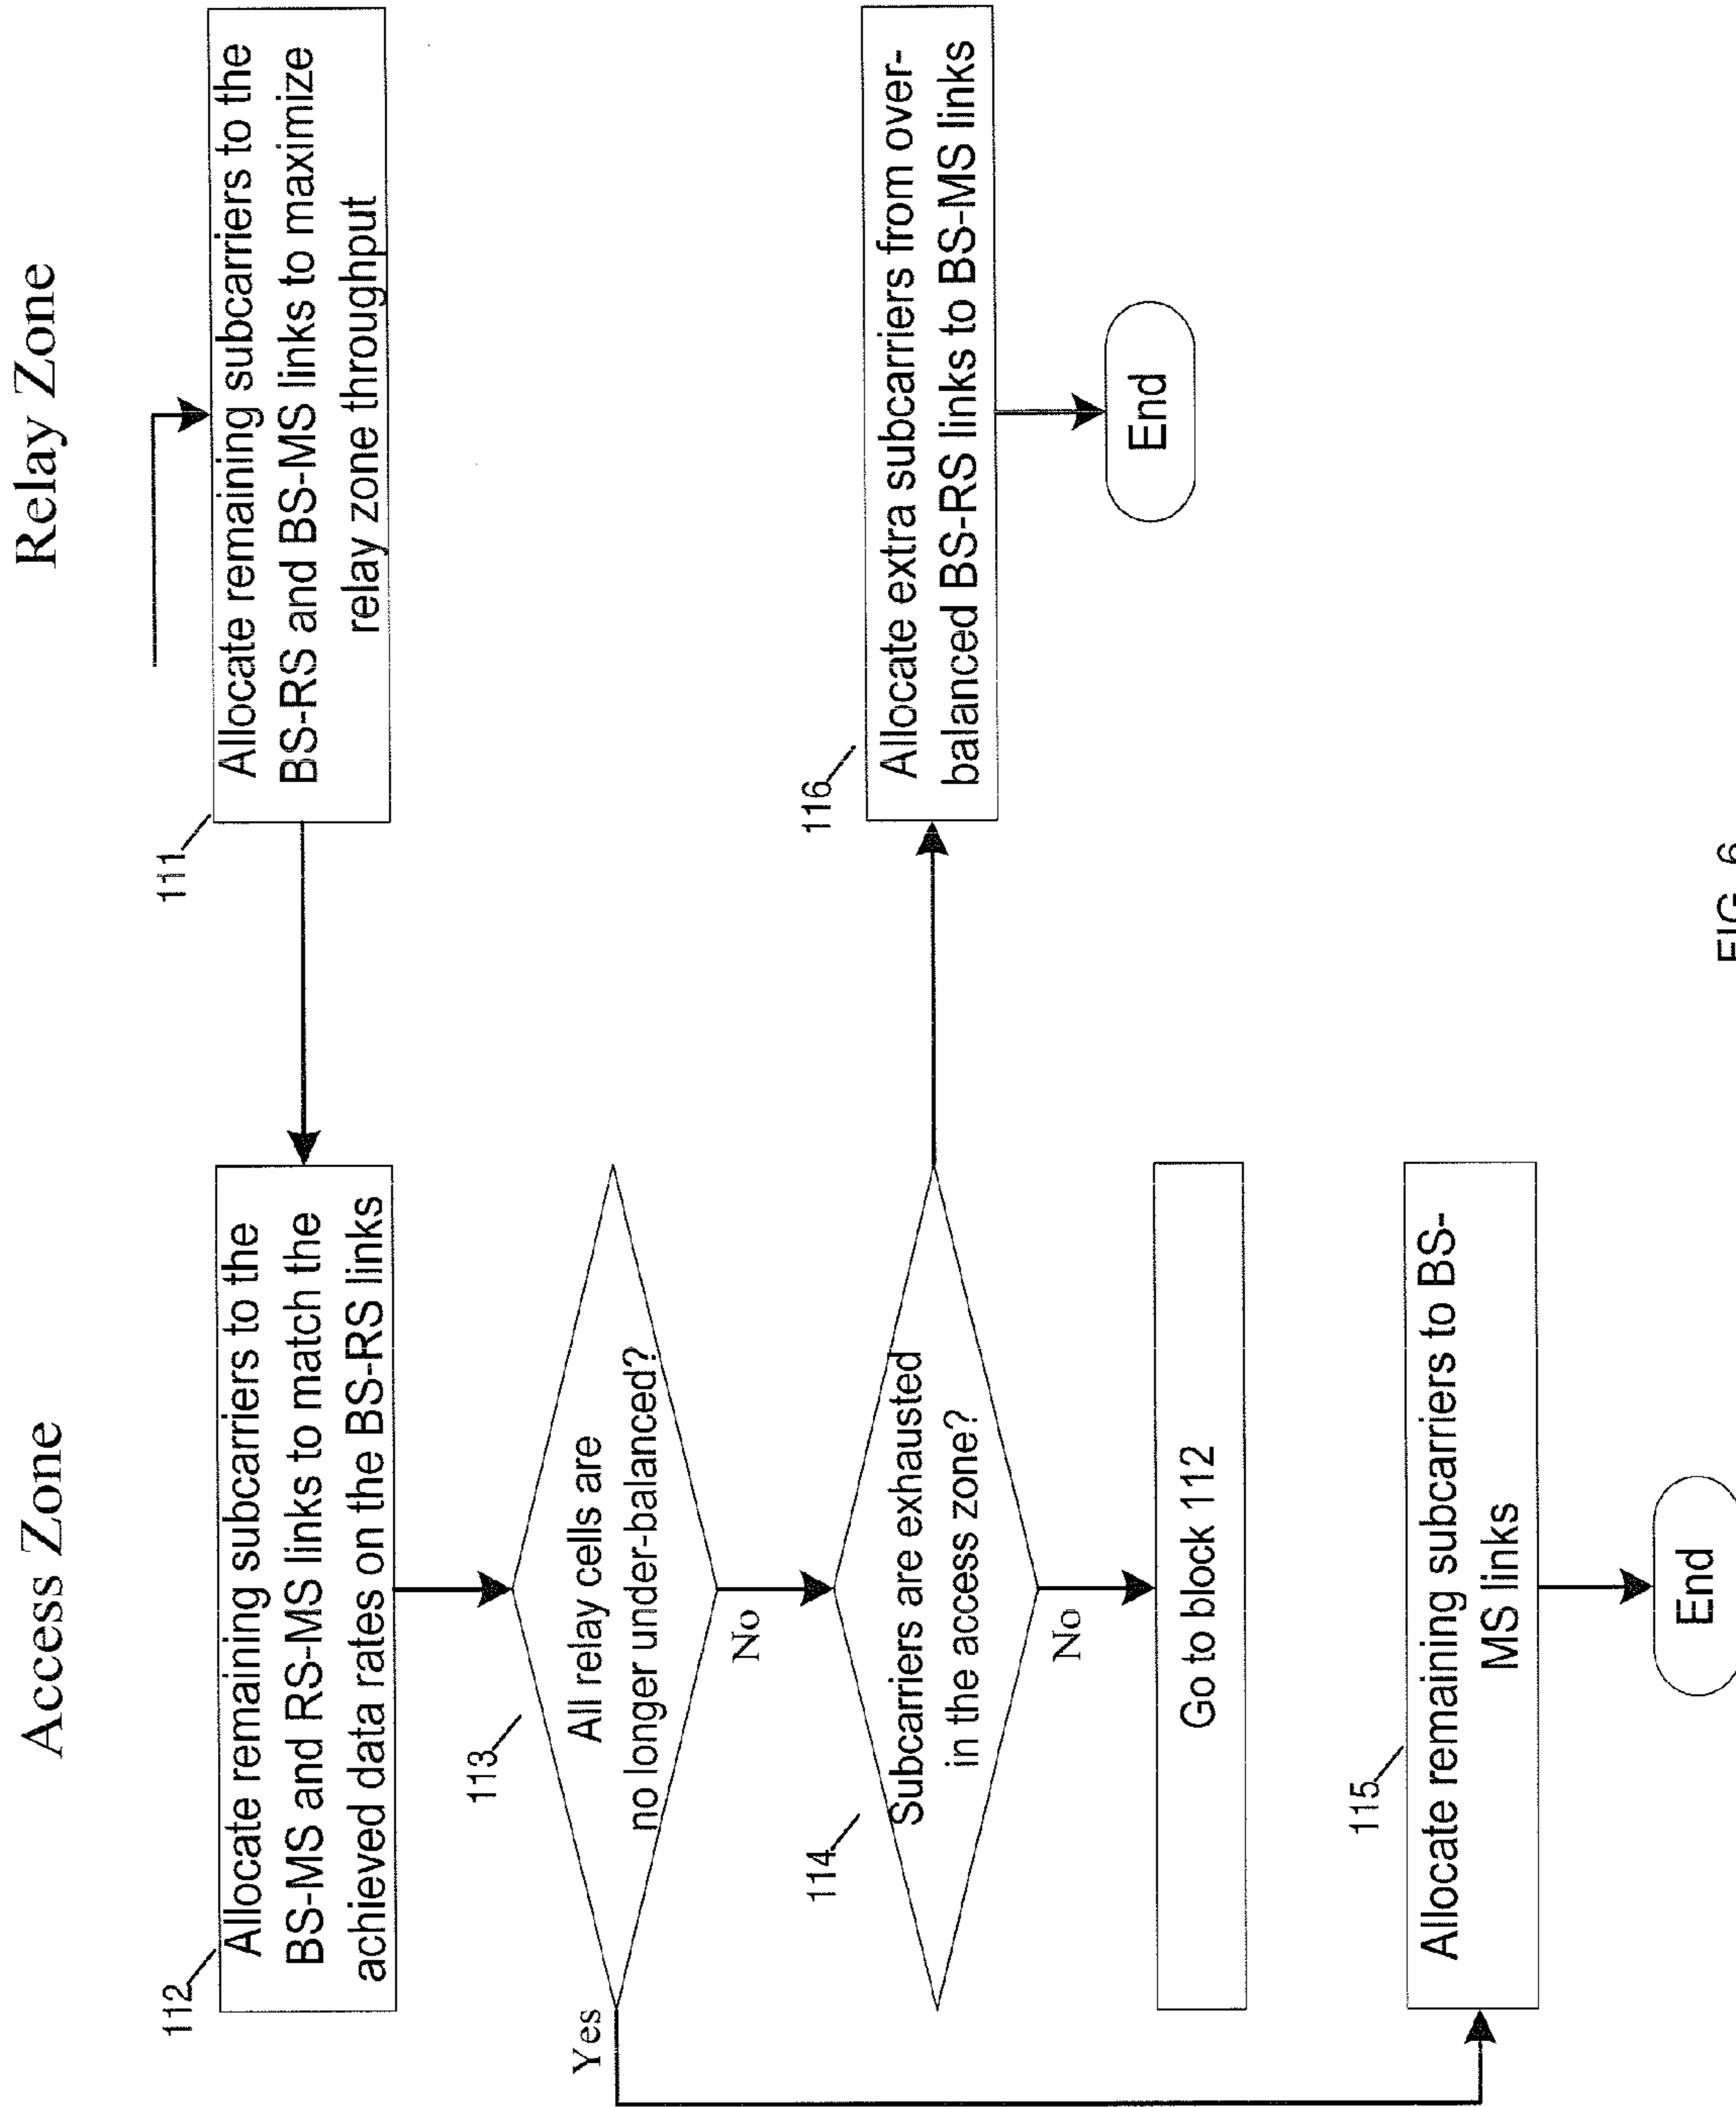 Access Zone
Relay Zone
111
Allocate remaining subcarriers to the
BS-RS and BS-MS links to maximize
relay zone throughput
112
Allocate remaining subcarriers to the
BS-MS and RS-MS links to match the
achieved data rates on the BS-RS links
113
All relay cells are
no longer under-balanced?
Yes
No
114
Subcarriers are exhausted
in the access zone?
No
116
Allocate extra subcarriers from over-
balanced BS-RS links to BS-MS links
End
Go to block 112
115
Allocate remaining subcarriers to BS-
MS links
End
FIG. 6